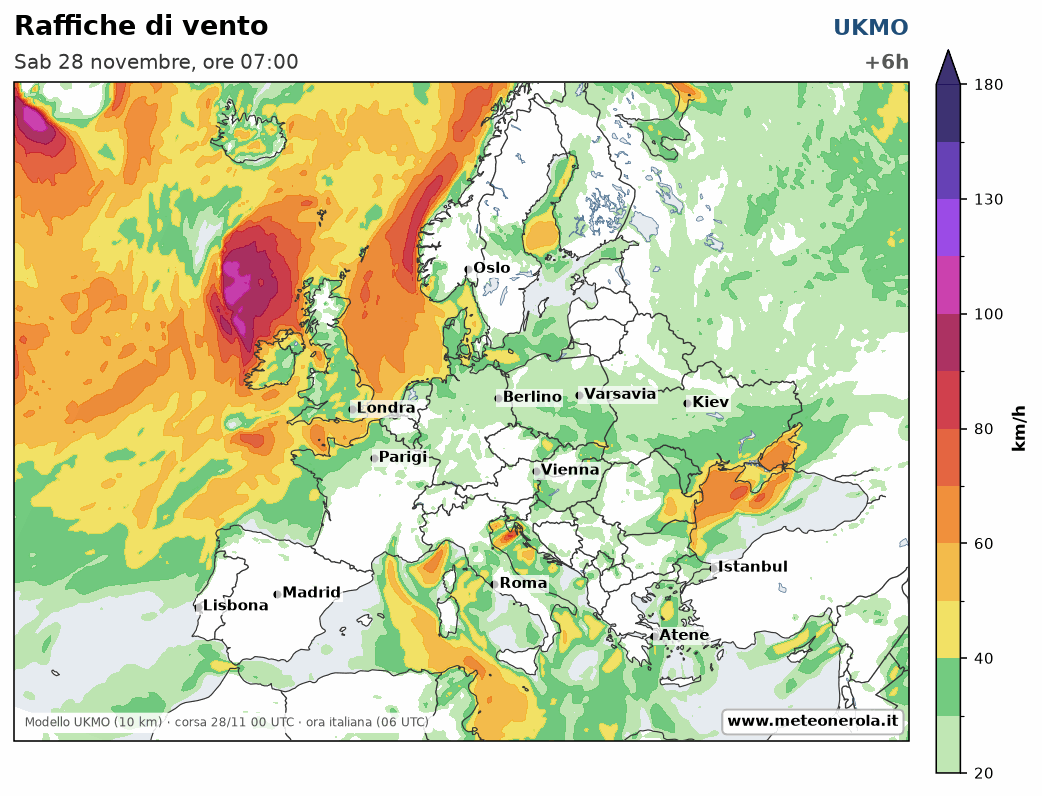 Raffiche di vento
UKMO
Sab 28 novembre, ore 07:00
+6h
180
130
100
80
60
40
20
km/h
Oslo
Berlino
Varsavia
Kiev
Londra
Parigi
Vienna
Istanbul
Roma
Madrid
Lisbona
Atene
Modello UKMO (10 km) · corsa 28/11 00 UTC · ora italiana (06 UTC)
www.meteonerola.it